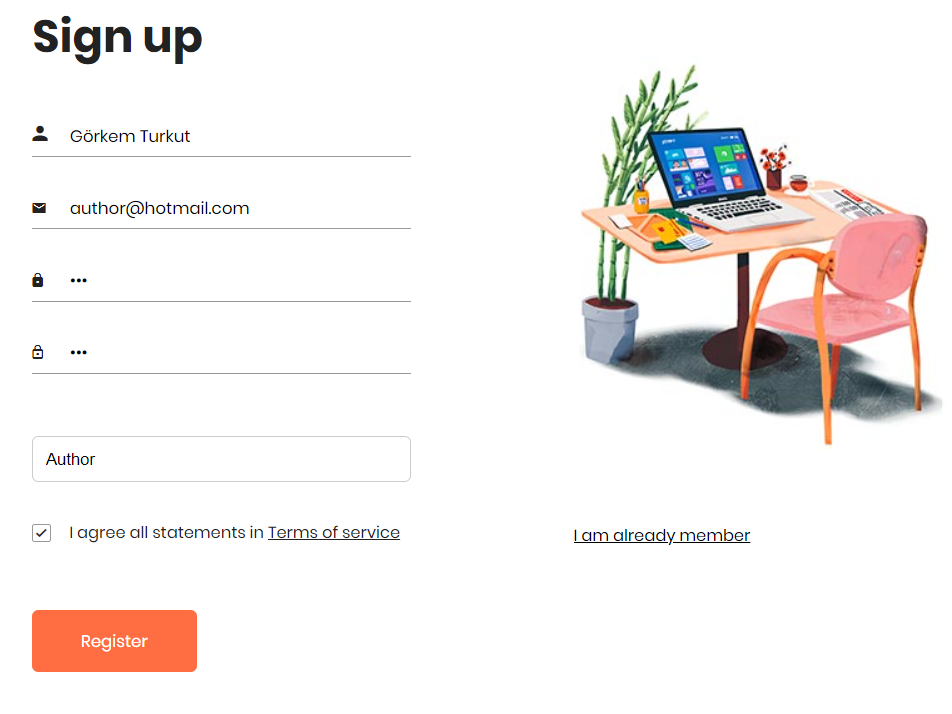 Sign up
Görkem Turkut
author@hotmail.com
•••
•••
Author
I agree all statements in Terms of service
I am already member
Register